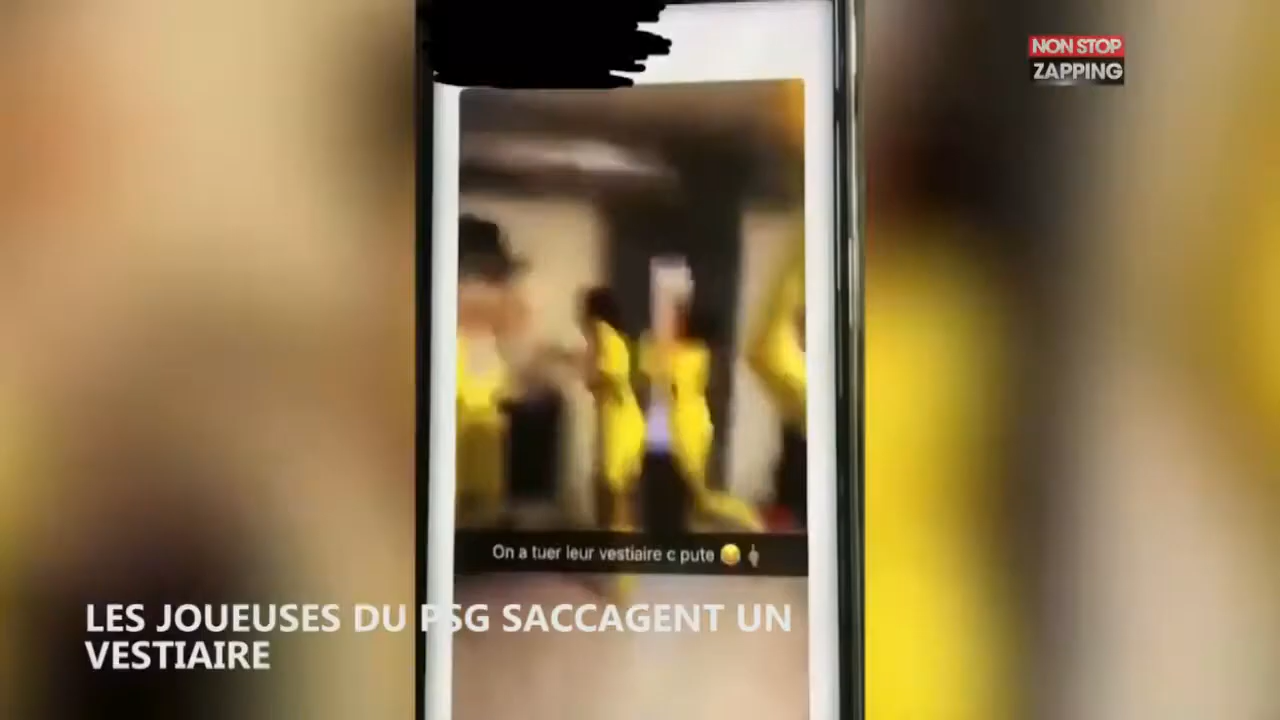 NON STOP
ZAPPING
On a tuer leur vestiaire c pute 😂
LES JOUEUSES DU PSG SACCAGENT UN
VESTIAIRE